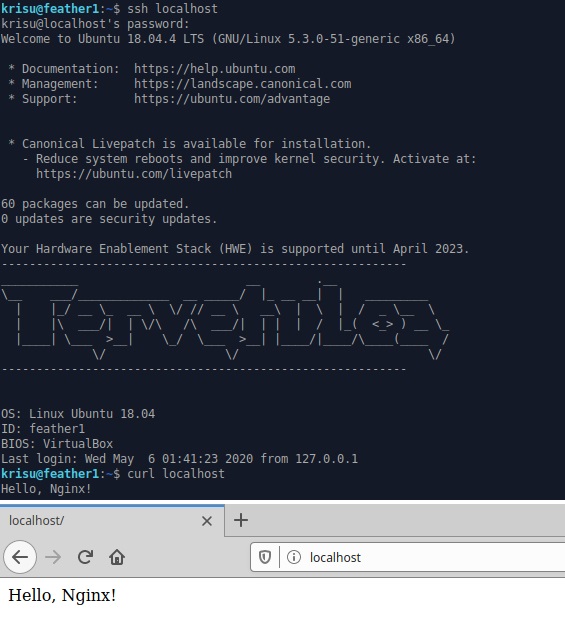 krisu@feather1:~$ ssh localhost
krisu@localhost's password:
Welcome to Ubuntu 18.04.4 LTS (GNU/Linux 5.3.0-51-generic x86_64)
* Documentation:  https://help.ubuntu.com
* Management:     https://landscape.canonical.com
* Support:        https://ubuntu.com/advantage
* Canonical Livepatch is available for installation.
- Reduce system reboots and improve kernel security. Activate at:
https://ubuntu.com/livepatch
60 packages can be updated.
0 updates are security updates.
Your Hardware Enablement Stack (HWE) is supported until April 2023.
OS: Linux Ubuntu 18.04
ID: feather1
BIOS: VirtualBox
Last login: Wed May  6 01:41:23 2020 from 127.0.0.1
krisu@feather1:~$ curl localhost
Hello, Nginx!
localhost/
localhost
Hello, Nginx!